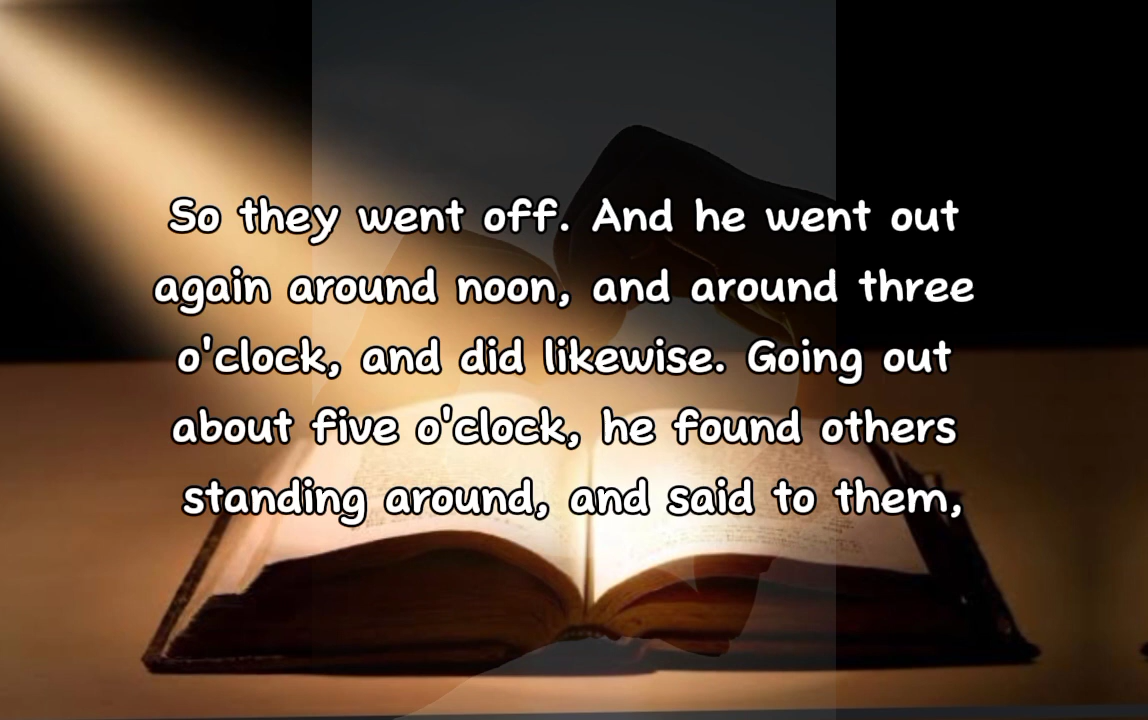 So they went off. And he went out
again around noon, and around three
o'clock, and did likewise. Going out
about five o'clock, he found others
standing around, and said to them,